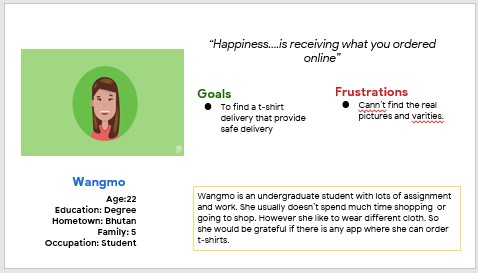 “Happiness....is receiving what you ordered
online”
Goals
● To find a t-shirt
delivery that provide
safe delivery
Frustrations
● Cann't find the real
pictures and varities.
Wangmo
Age:22
Education: Degree
Hometown: Bhutan
Family: 5
Occupation: Student
Wangmo is an undergraduate student with lots of assignment
and work. She usually doesn't spend much time shopping or
going to shop. However she like to wear different cloth. So
she would be grateful if there is any app where she can order
t-shirts.